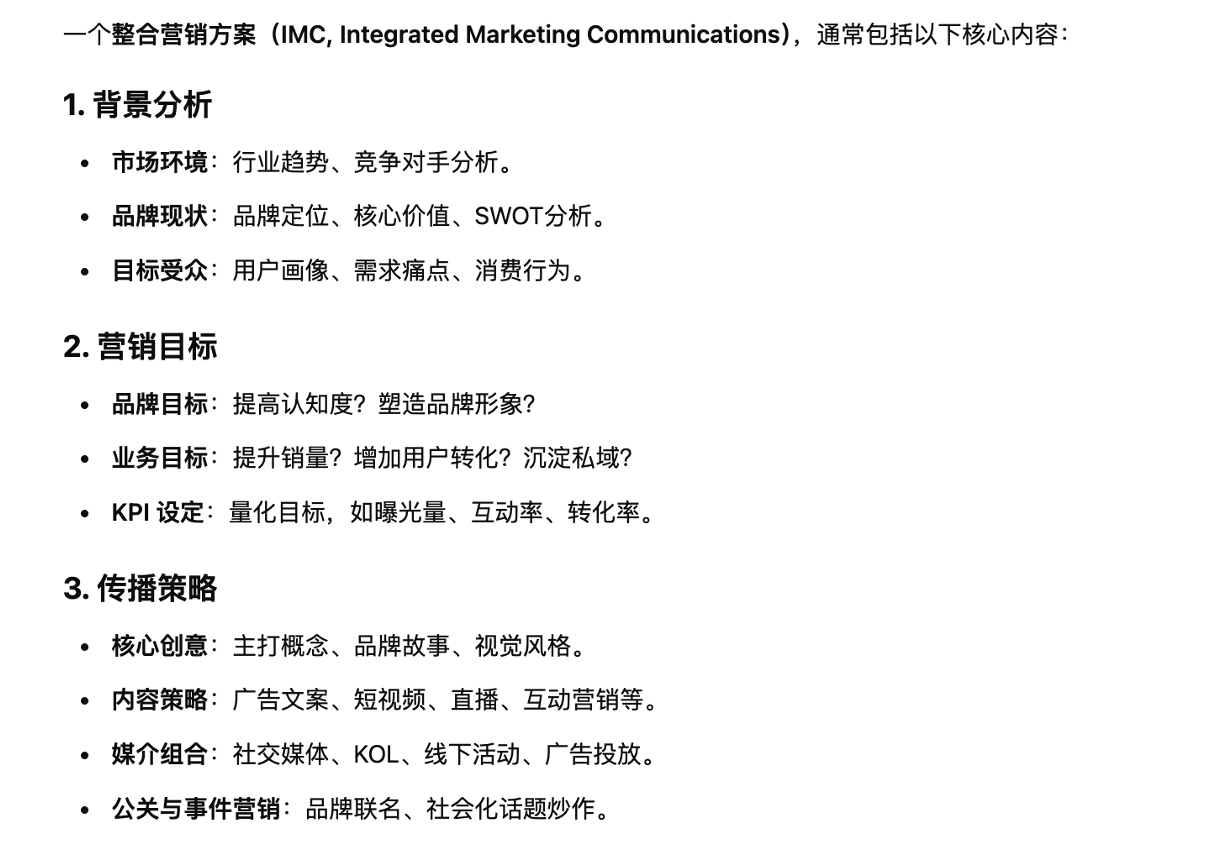 一个整合营销方案（IMC, Integrated Marketing Communications），通常包括以下核心内容：
1. 背景分析
• 市场环境：行业趋势、竞争对手分析。
• 品牌现状：品牌定位、核心价值、SWOT分析。
• 目标受众：用户画像、需求痛点、消费行为。
2. 营销目标
• 品牌目标：提高认知度？塑造品牌形象？
• 业务目标：提升销量？增加用户转化？沉淀私域？
• KPI 设定：量化目标，如曝光量、互动率、转化率。
3. 传播策略
• 核心创意：主打概念、品牌故事、视觉风格。
• 内容策略：广告文案、短视频、直播、互动营销等。
• 媒介组合：社交媒体、KOL、线下活动、广告投放。
• 公关与事件营销：品牌联名、社会化话题炒作。